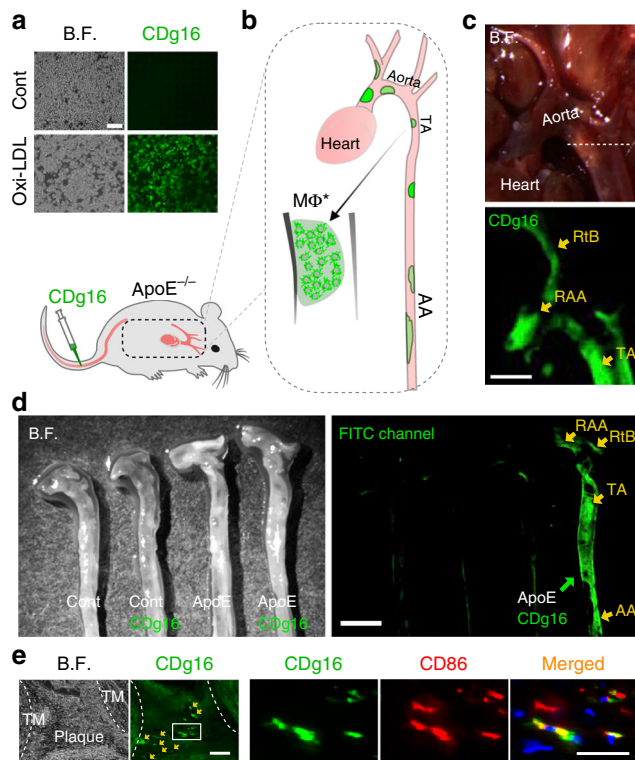 a
B.F. CDg16
Cont
Oxi-LDL
CDg16
ApoE–/–
b
Aorta
Heart
TA
MΦ*
AA
c
B.F.
Aorta
Heart
CDg16
RtB
RAA
TA
d
B.F.
Cont
Cont
CDg16
ApoE
ApoE
CDg16
FITC channel
RAA
RtB
TA
ApoE
CDg16
AA
e
B.F. CDg16 CDg16 CD86 Merged
TM
TM
Plaque